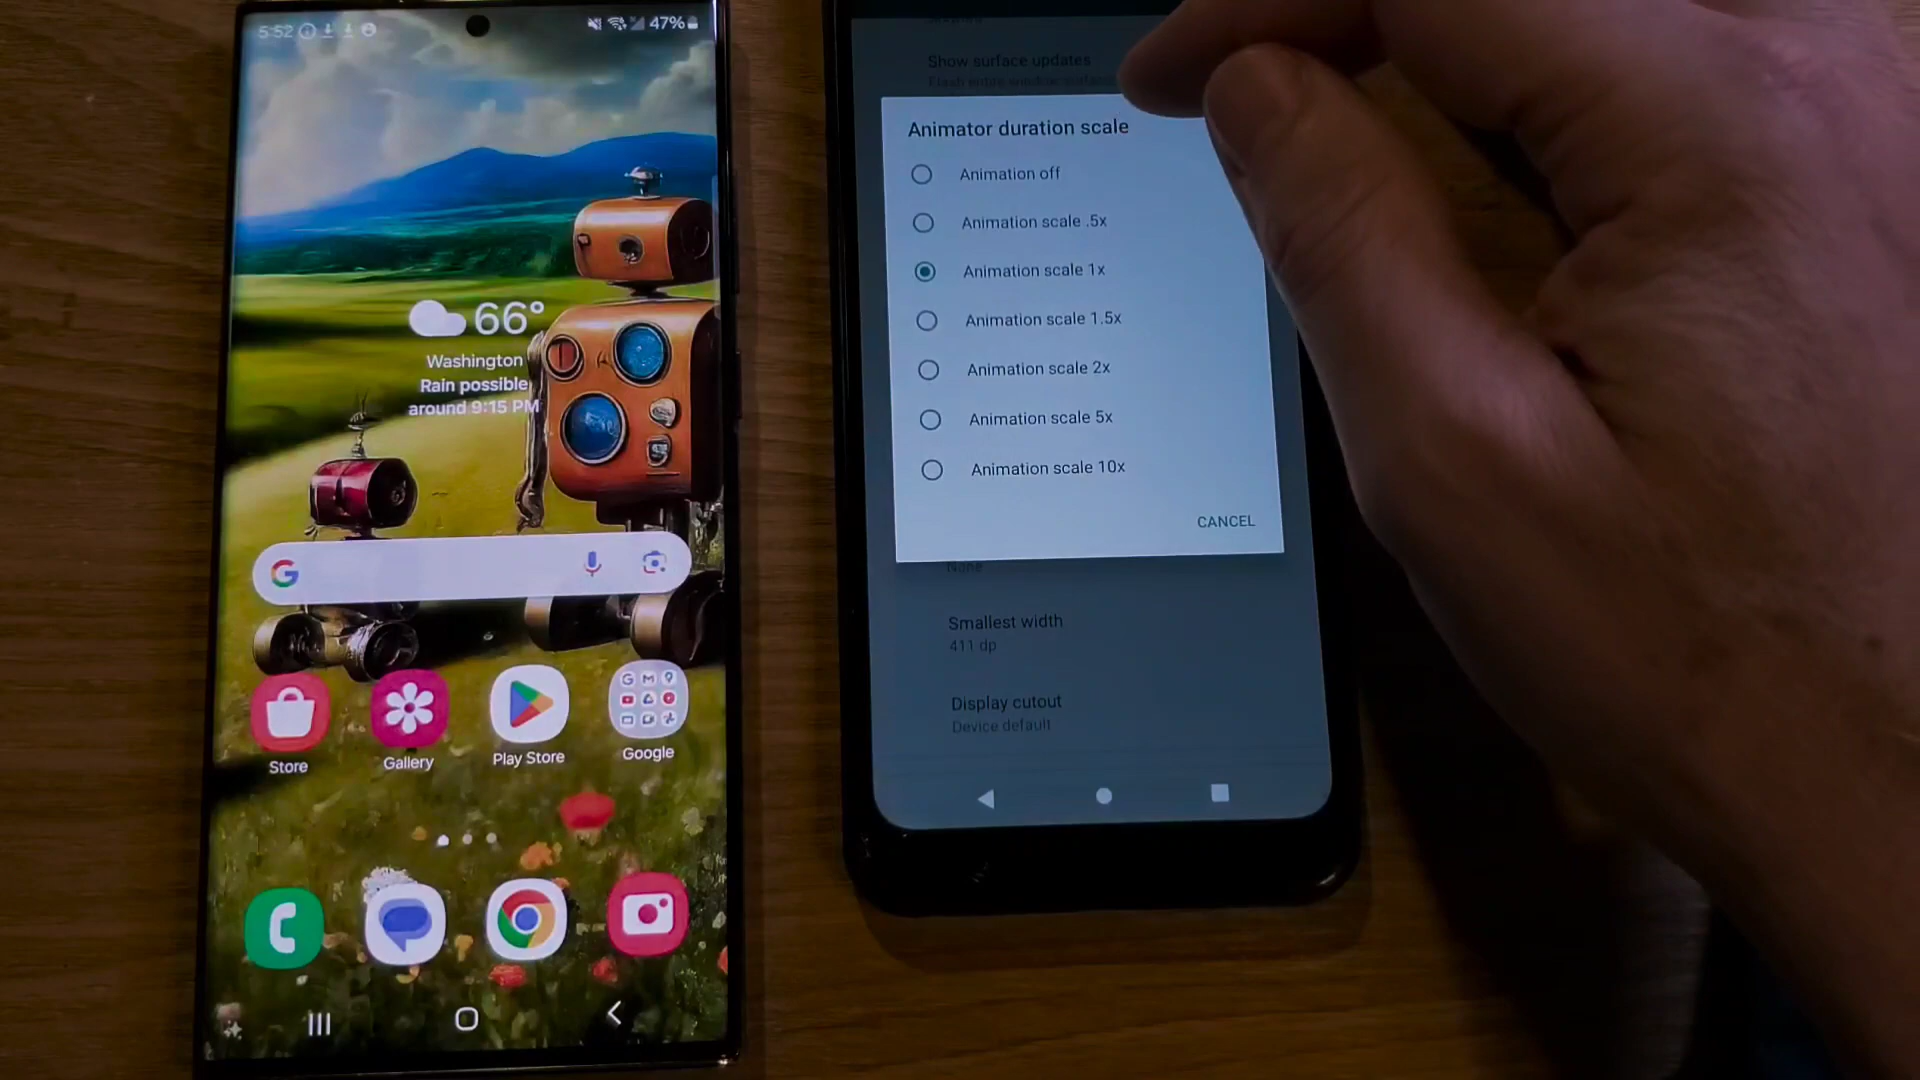 5:52
47%
66°
Washington
Rain possible
around 9:15 PM
G
Store
Gallery
Play Store
Google
Show surface updates
Animator duration scale
Animation off
Animation scale .5x
Animation scale 1x
Animation scale 1.5x
Animation scale 2x
Animation scale 5x
Animation scale 10x
CANCEL
None
Smallest width
411 dp
Display cutout
Device default